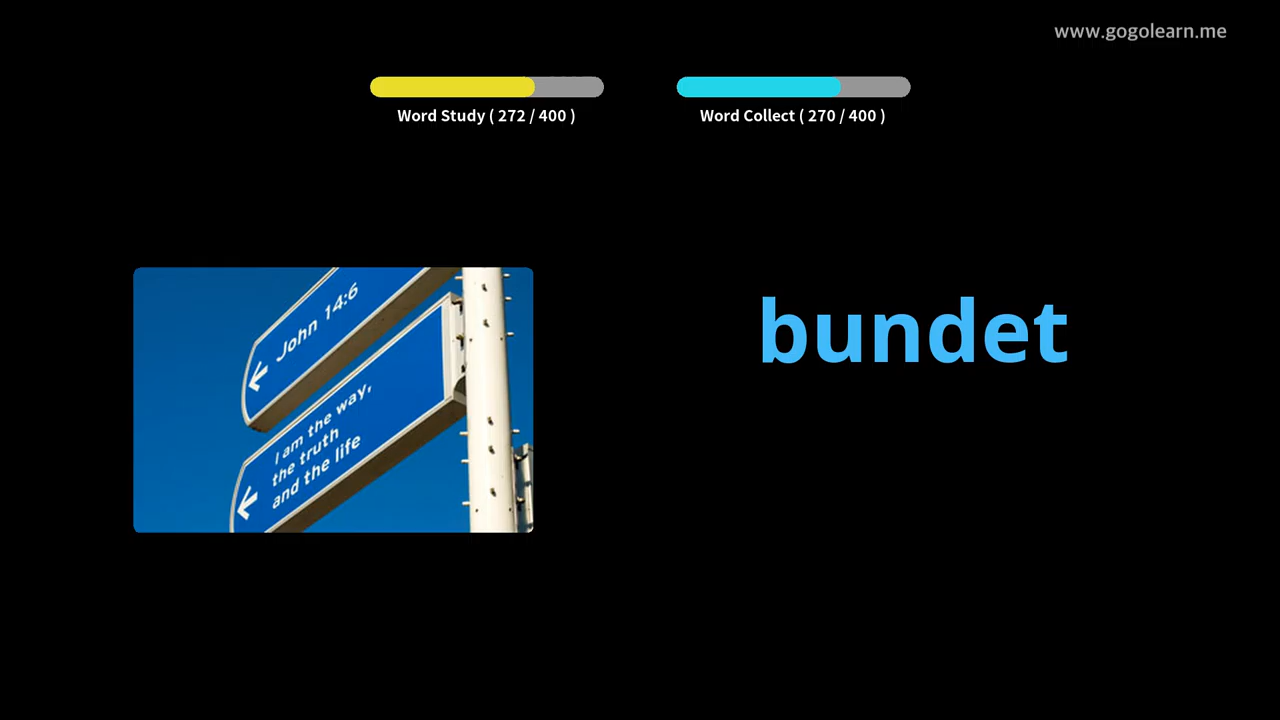 www.gogolearn.me
Word Study ( 272 / 400 )
Word Collect ( 270 / 400 )
John 14:6
I am the way,
the truth
and the life
bundet